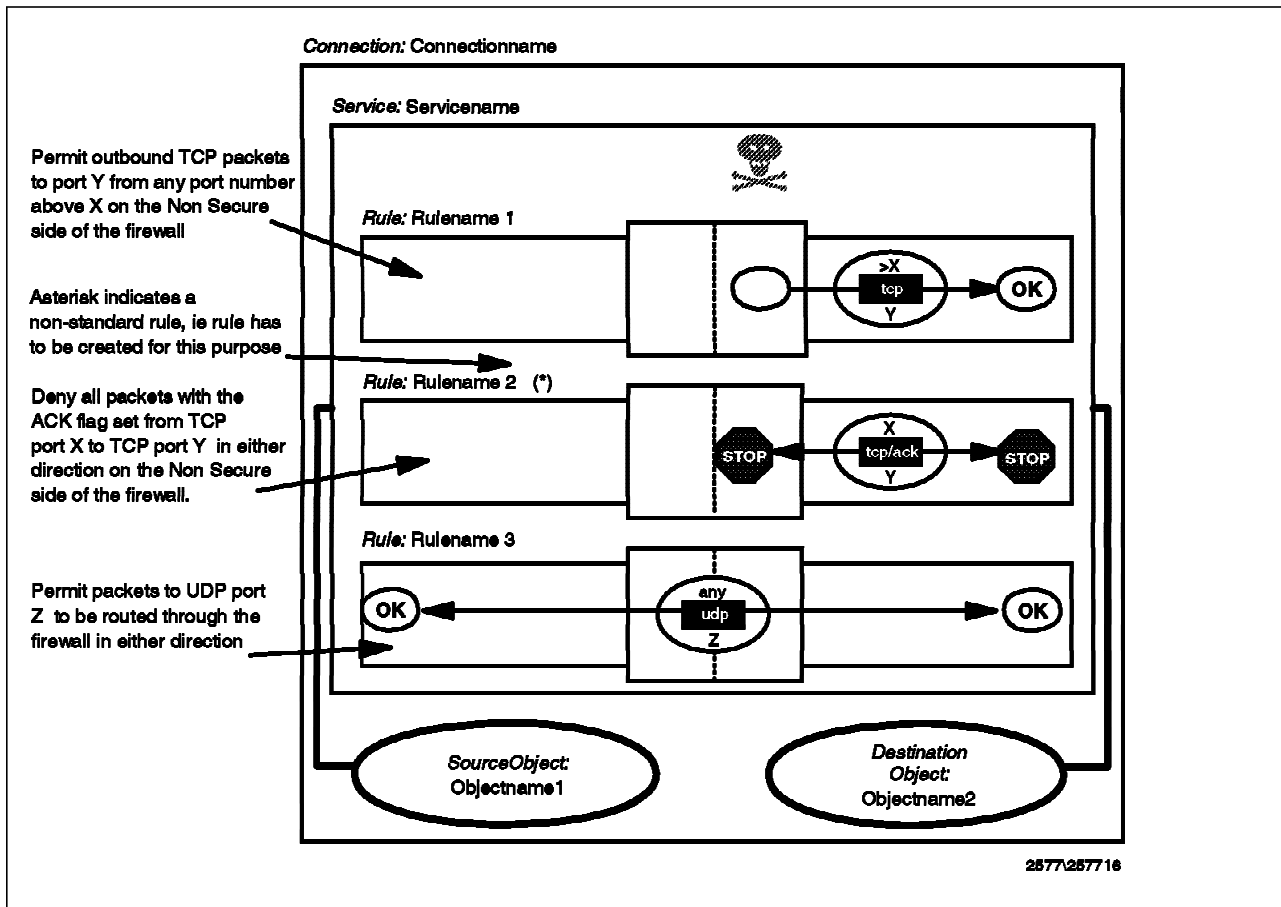 Connection: Connectionname
Service: Servicename
Permit outbound TCP packets
to port Y from any port number
above X on the Non Secure
side of the firewall
Rule: Rulename 1
>X
tcp
Y
OK
Asterisk indicates a
non-standard rule, ie rule has
to be created for this purpose
Rule: Rulename 2 (*)
Deny all packets with the
ACK flag set from TCP
port X to TCP port Y in either
direction on the Non Secure
side of the firewall.
STOP
X
tcp/ack
Y
STOP
Rule: Rulename 3
Permit packets to UDP port
Z to be routed through the
firewall in either direction
OK
any
udp
Z
OK
SourceObject:
Objectname1
Destination
Object:
Objectname2
2577\257716